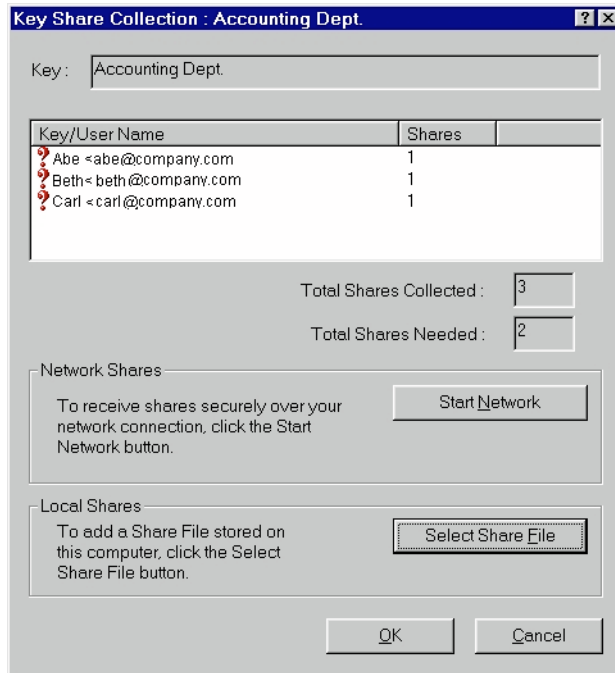 Key Share Collection : Accounting Dept.
Key : Accounting Dept.
Key/User Name Shares
Abe <abe@company.com 1
Beth< beth@company.com 1
Carl <carl@company.com 1
Total Shares Collected : 3
Total Shares Needed : 2
Network Shares
To receive shares securely over your
network connection, click the Start
Network button.
Start Network
Local Shares
To add a Share File stored on
this computer, click the Select
Share File button.
Select Share File
OK Cancel